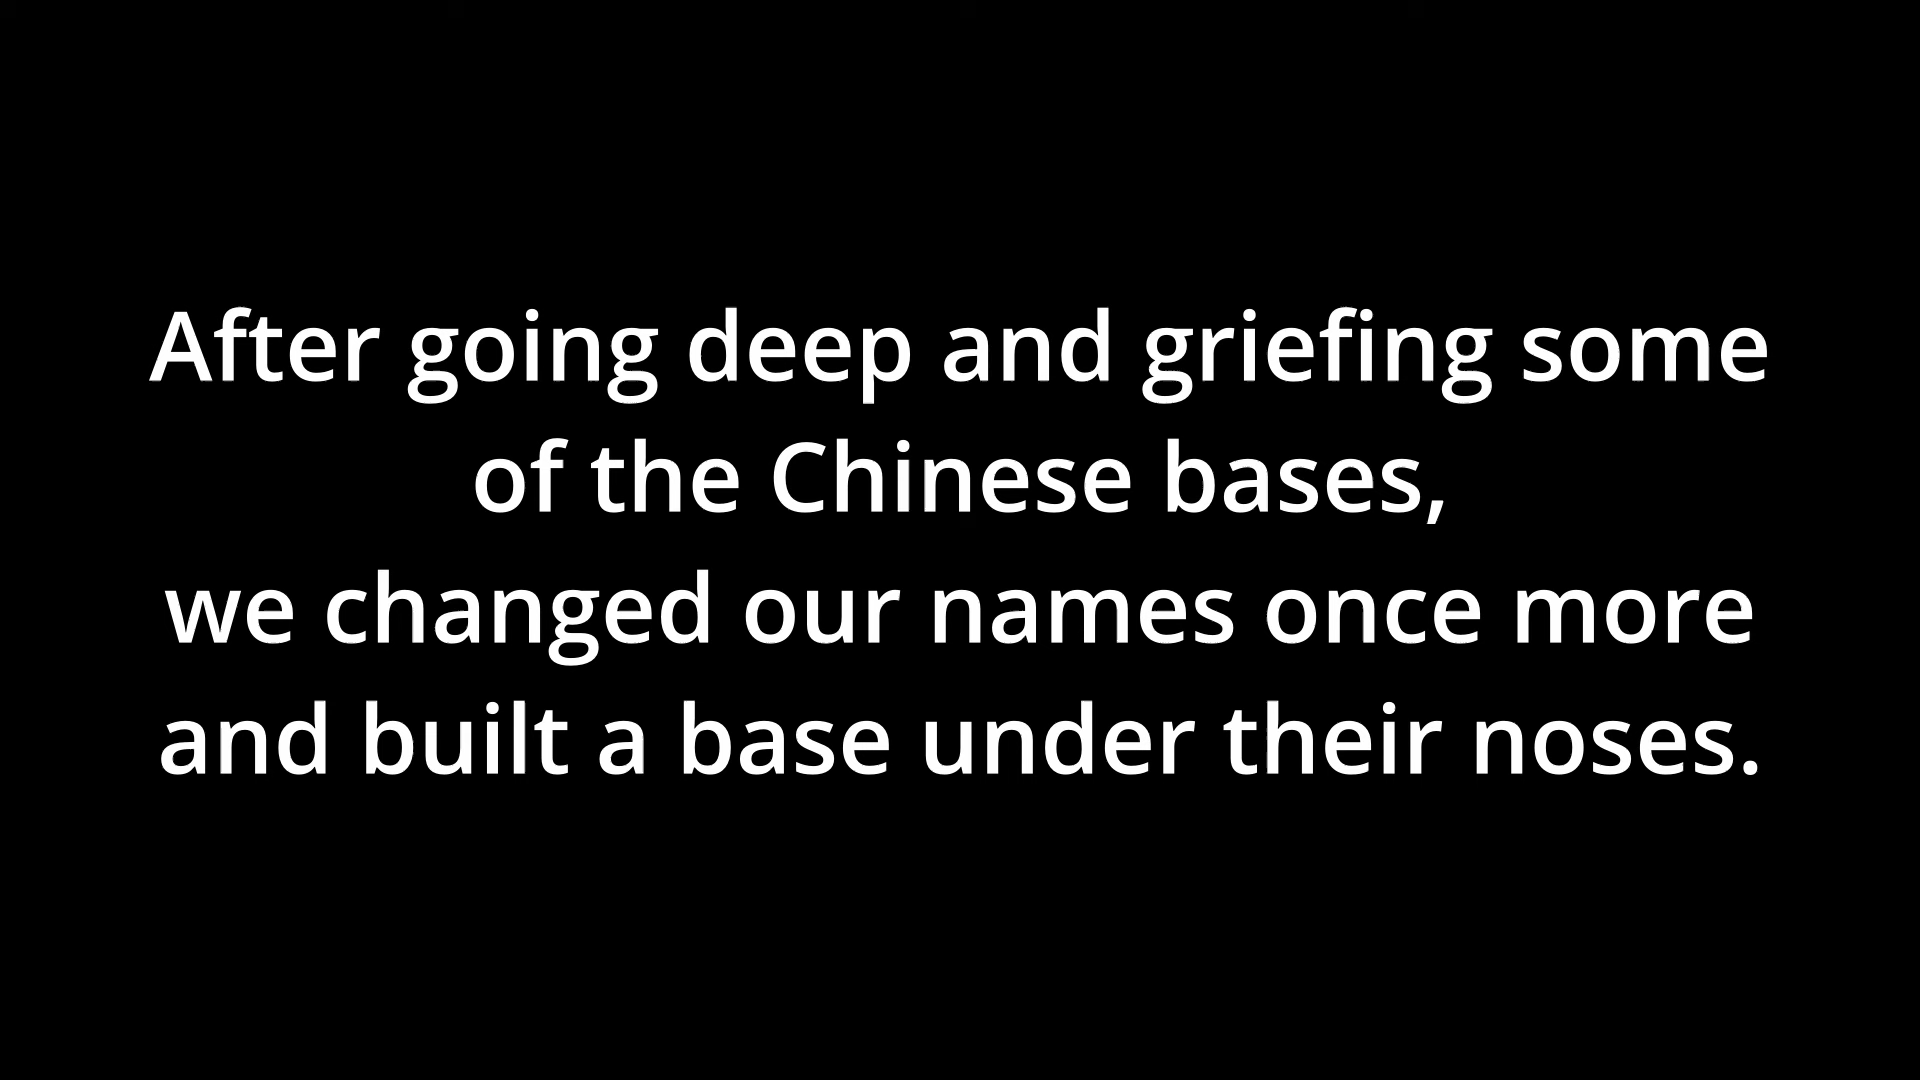 After going deep and griefing some
of the Chinese bases,
we changed our names once more
and built a base under their noses.